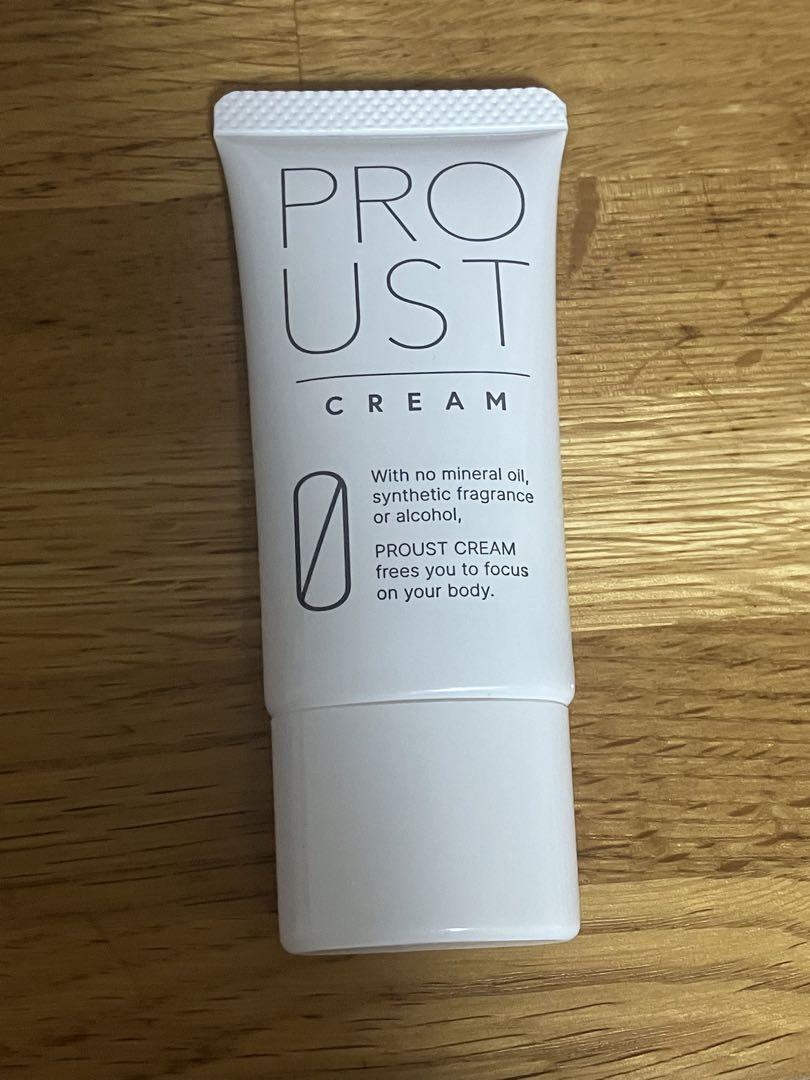 PRO
UST
CREAM
0
With no mineral oil,
synthetic fragrance
or alcohol,
PROUST CREAM
frees you to focus
on your body.